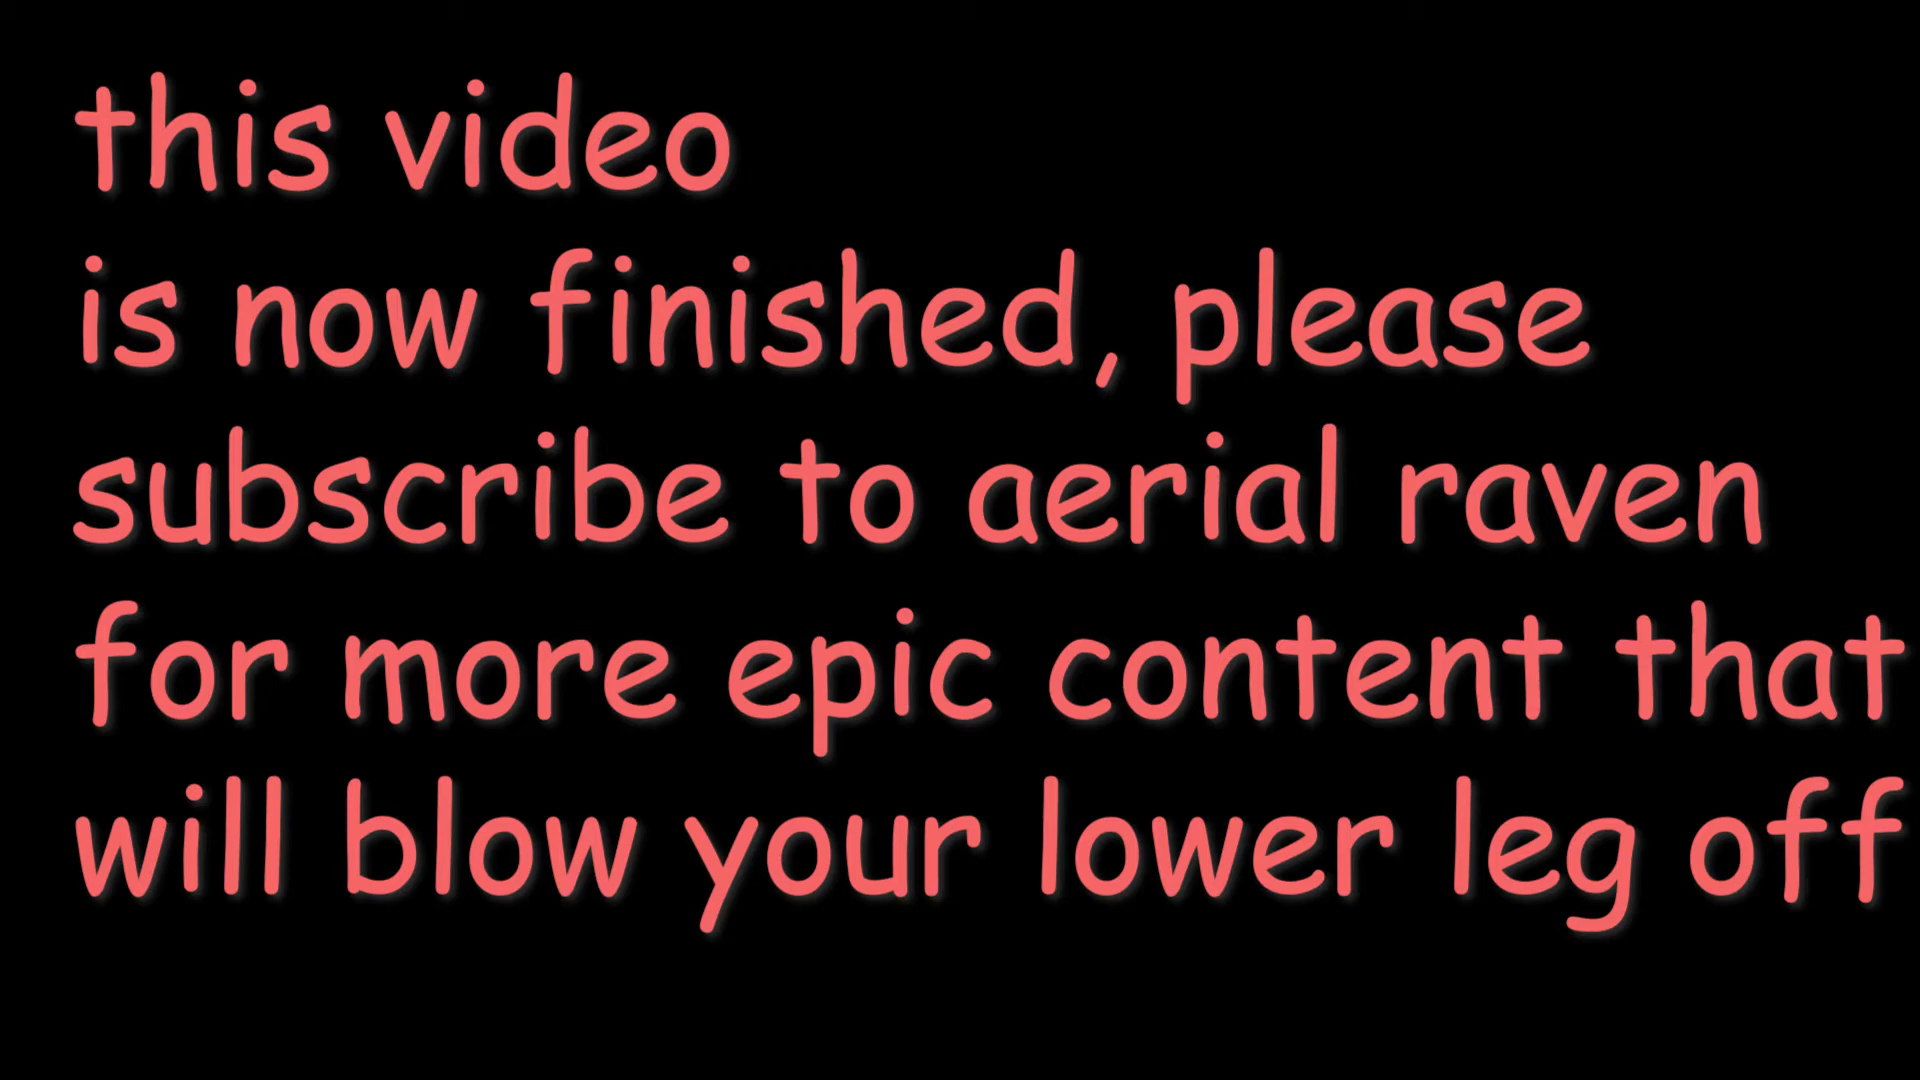 this video
is now finished, please
subscribe to aerial raven
for more epic content that
will blow your lower leg off